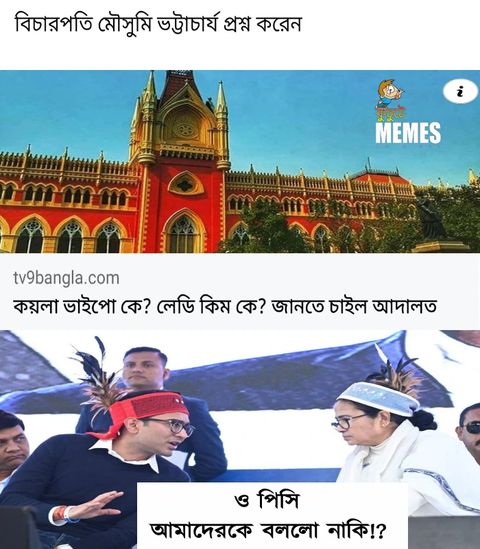 বিচারপতি মৌসুমি ভট্টাচার্য প্রশ্ন করেন
MEMES
tv9bangla.com
কয়লা ভাইপো কে? লেডি কিম কে? জানতে চাইল আদালত
ও পিসি
আমাদেরকে বললো নাকি!?